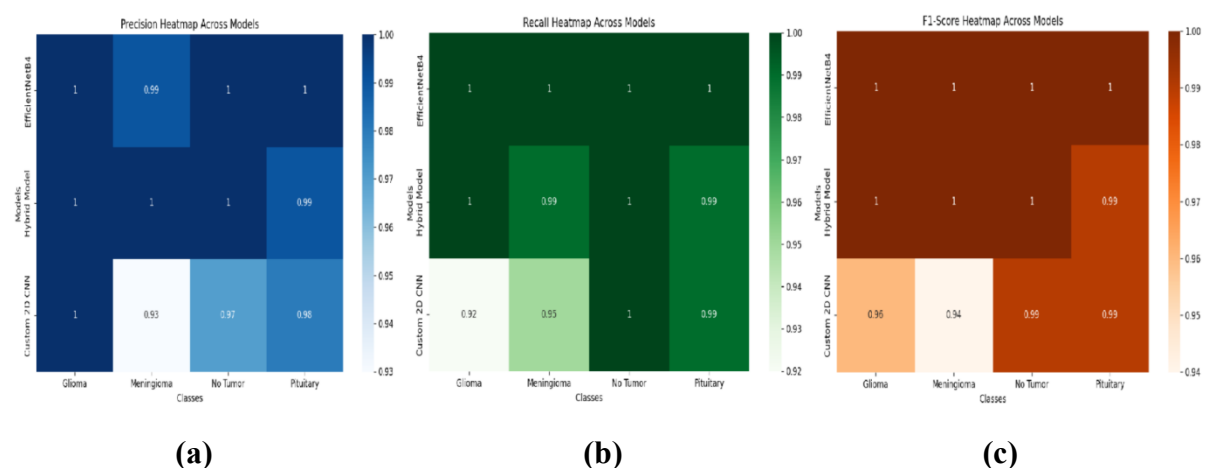 Precision Heatmap Across Models
EfficientNetB4
Hybrid Model
Custom 2D CNN
Models
1 0.99 1 1
1 1 1 0.99
1 0.93 0.97 0.98
Glioma Meningioma No Tumor Pituitary
Classes
1.00
0.99
0.98
0.97
0.96
0.95
0.94
0.93
(a)
Recall Heatmap Across Models
EfficientNetB4
Hybrid Model
Custom 2D CNN
Models
1 1 1 1
1 0.99 1 0.99
0.92 0.95 1 0.99
Glioma Meningioma No Tumor Pituitary
Classes
1.00
0.99
0.98
0.97
0.96
0.95
0.94
0.93
0.92
(b)
F1-Score Heatmap Across Models
EfficientNetB4
Hybrid Model
Custom 2D CNN
Models
1 1 1 1
1 1 1 0.99
0.96 0.94 0.99 0.99
Glioma Meningioma No Tumor Pituitary
Classes
1.00
0.99
0.98
0.97
0.96
0.95
0.94
(c)